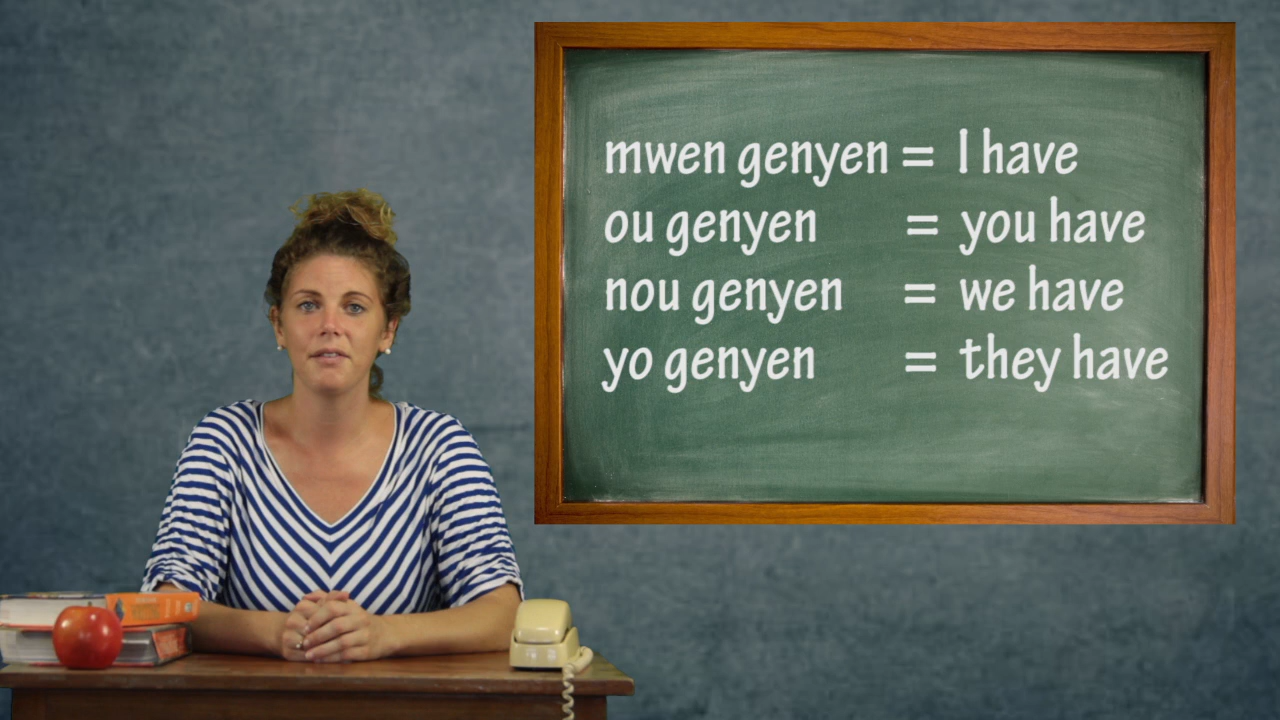 mwen genyen = I have
ou genyen = you have
nou genyen = we have
yo genyen = they have